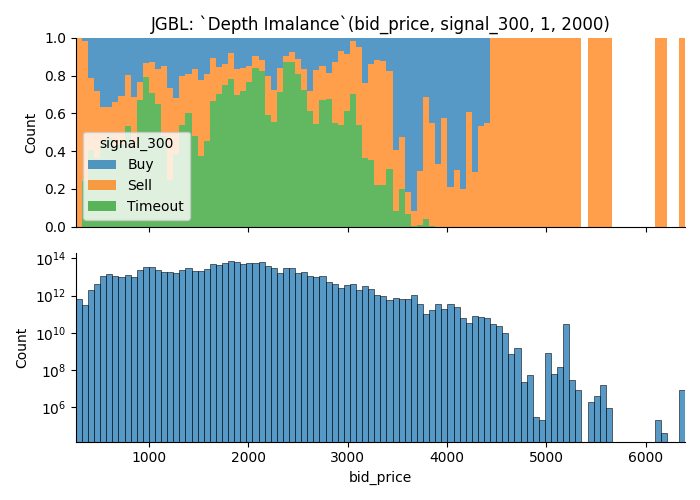 JGBL: `Depth Imalance`(bid_price, signal_300, 1, 2000)
1.0
0.8
0.6
0.4
0.2
0.0
Count
signal_300
Buy
Sell
Timeout
10^14
10^12
10^10
10^8
10^6
Count
1000 2000 3000 4000 5000 6000
bid_price